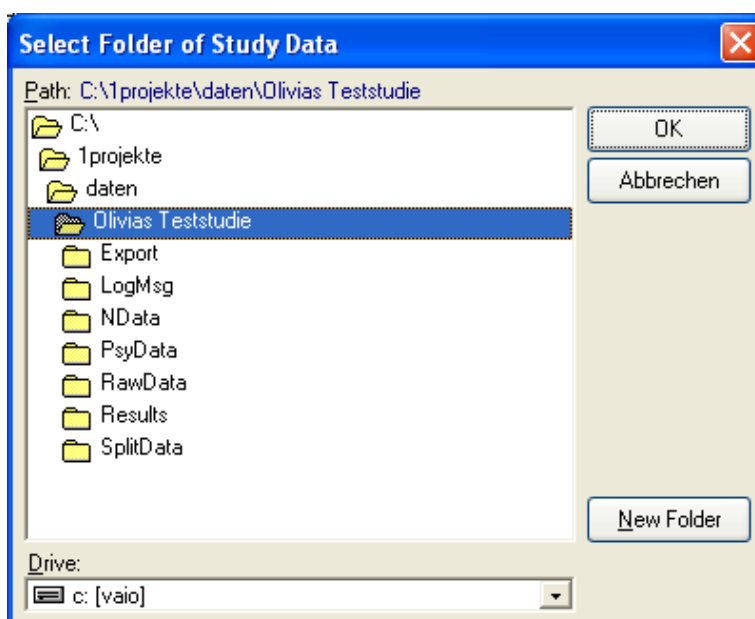 Select Folder of Study Data
Path: C:\1projekte\daten\Olivias Teststudie
C:\
1projekte
daten
Olivias Teststudie
Export
LogMsg
NData
PsyData
RawData
Results
SplitData
OK
Abbrechen
New Folder
Drive:
c: [vaio]